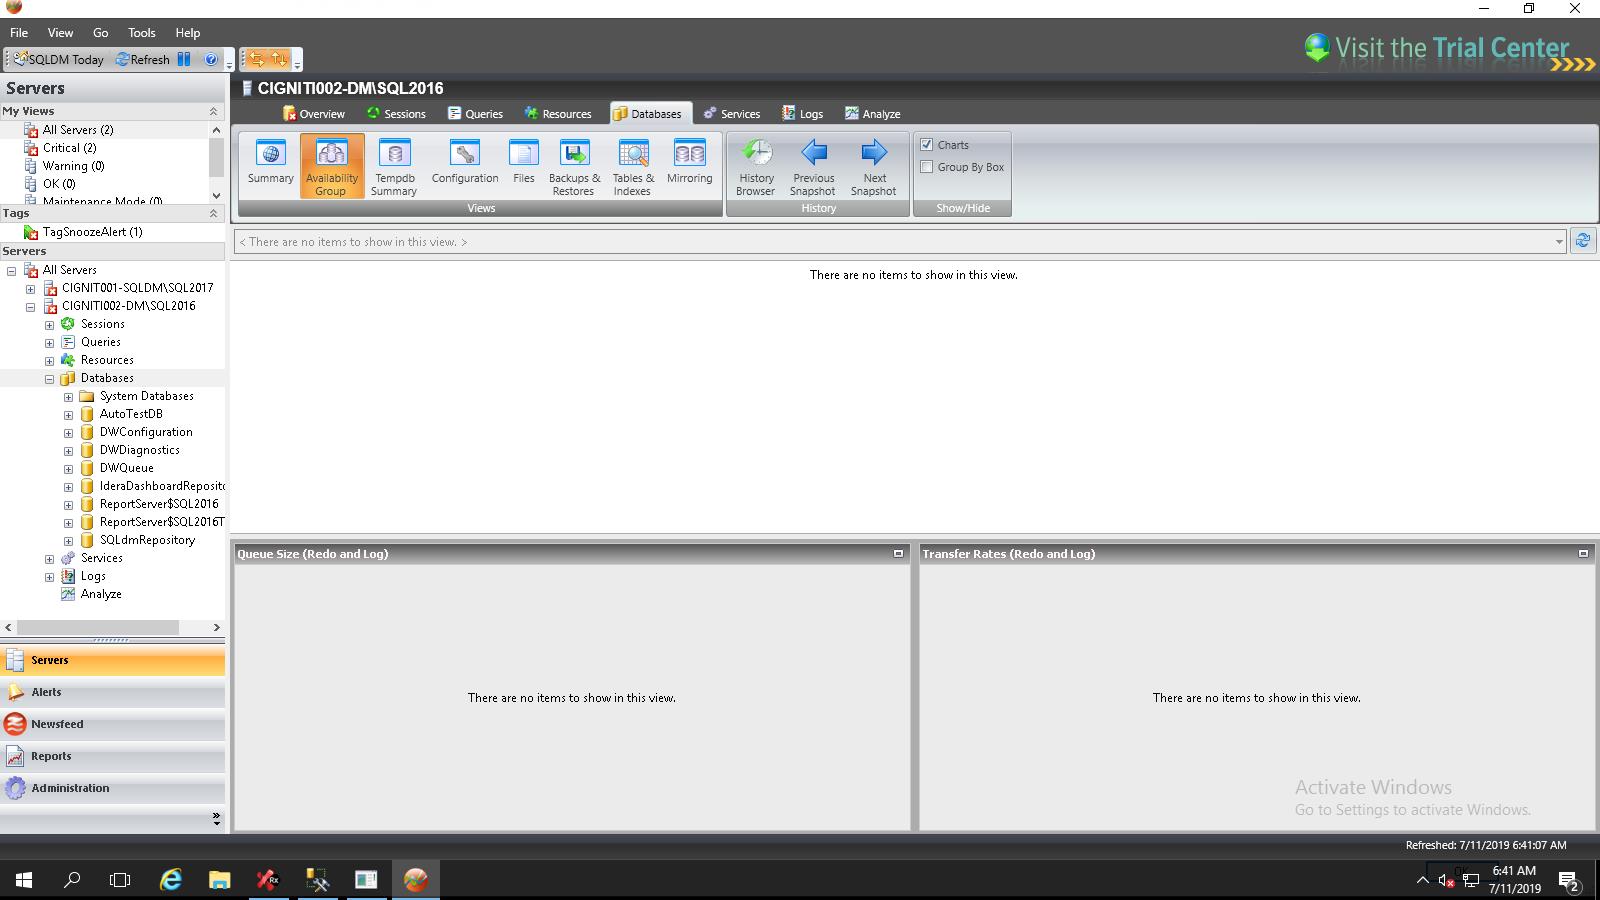 File View Go Tools Help
Visit the Trial Center
SQLDM Today Refresh
Servers
CIGNITI002-DM\SQL2016
My Views
All Servers (2)
Critical (2)
Warning (0)
OK (0)
Maintenance Mode (0)
Overview Sessions Queries Resources Databases Services Logs Analyze
Summary
Availability Group
Tempdb Summary
Configuration
Files
Backups & Restores
Tables & Indexes
Mirroring
Views
History Browser
Previous Snapshot
Next Snapshot
History
Charts
Group By Box
Show/Hide
Tags
TagSnoozeAlert (1)
Servers
All Servers
CIGNIT001-SQLDM\SQL2017
CIGNITI002-DM\SQL2016
Sessions
Queries
Resources
Databases
System Databases
AutoTestDB
DWConfiguration
DWDiagnostics
DWQueue
IderaDashboardReposito
ReportServer$SQL2016
ReportServer$SQL2016T
SQLdmRepository
Services
Logs
Analyze
< There are no items to show in this view. >
There are no items to show in this view.
Queue Size (Redo and Log)
There are no items to show in this view.
Transfer Rates (Redo and Log)
There are no items to show in this view.
Servers
Alerts
Newsfeed
Reports
Administration
Activate Windows
Go to Settings to activate Windows.
Refreshed: 7/11/2019 6:41:07 AM
Rx
6:41 AM
7/11/2019
2